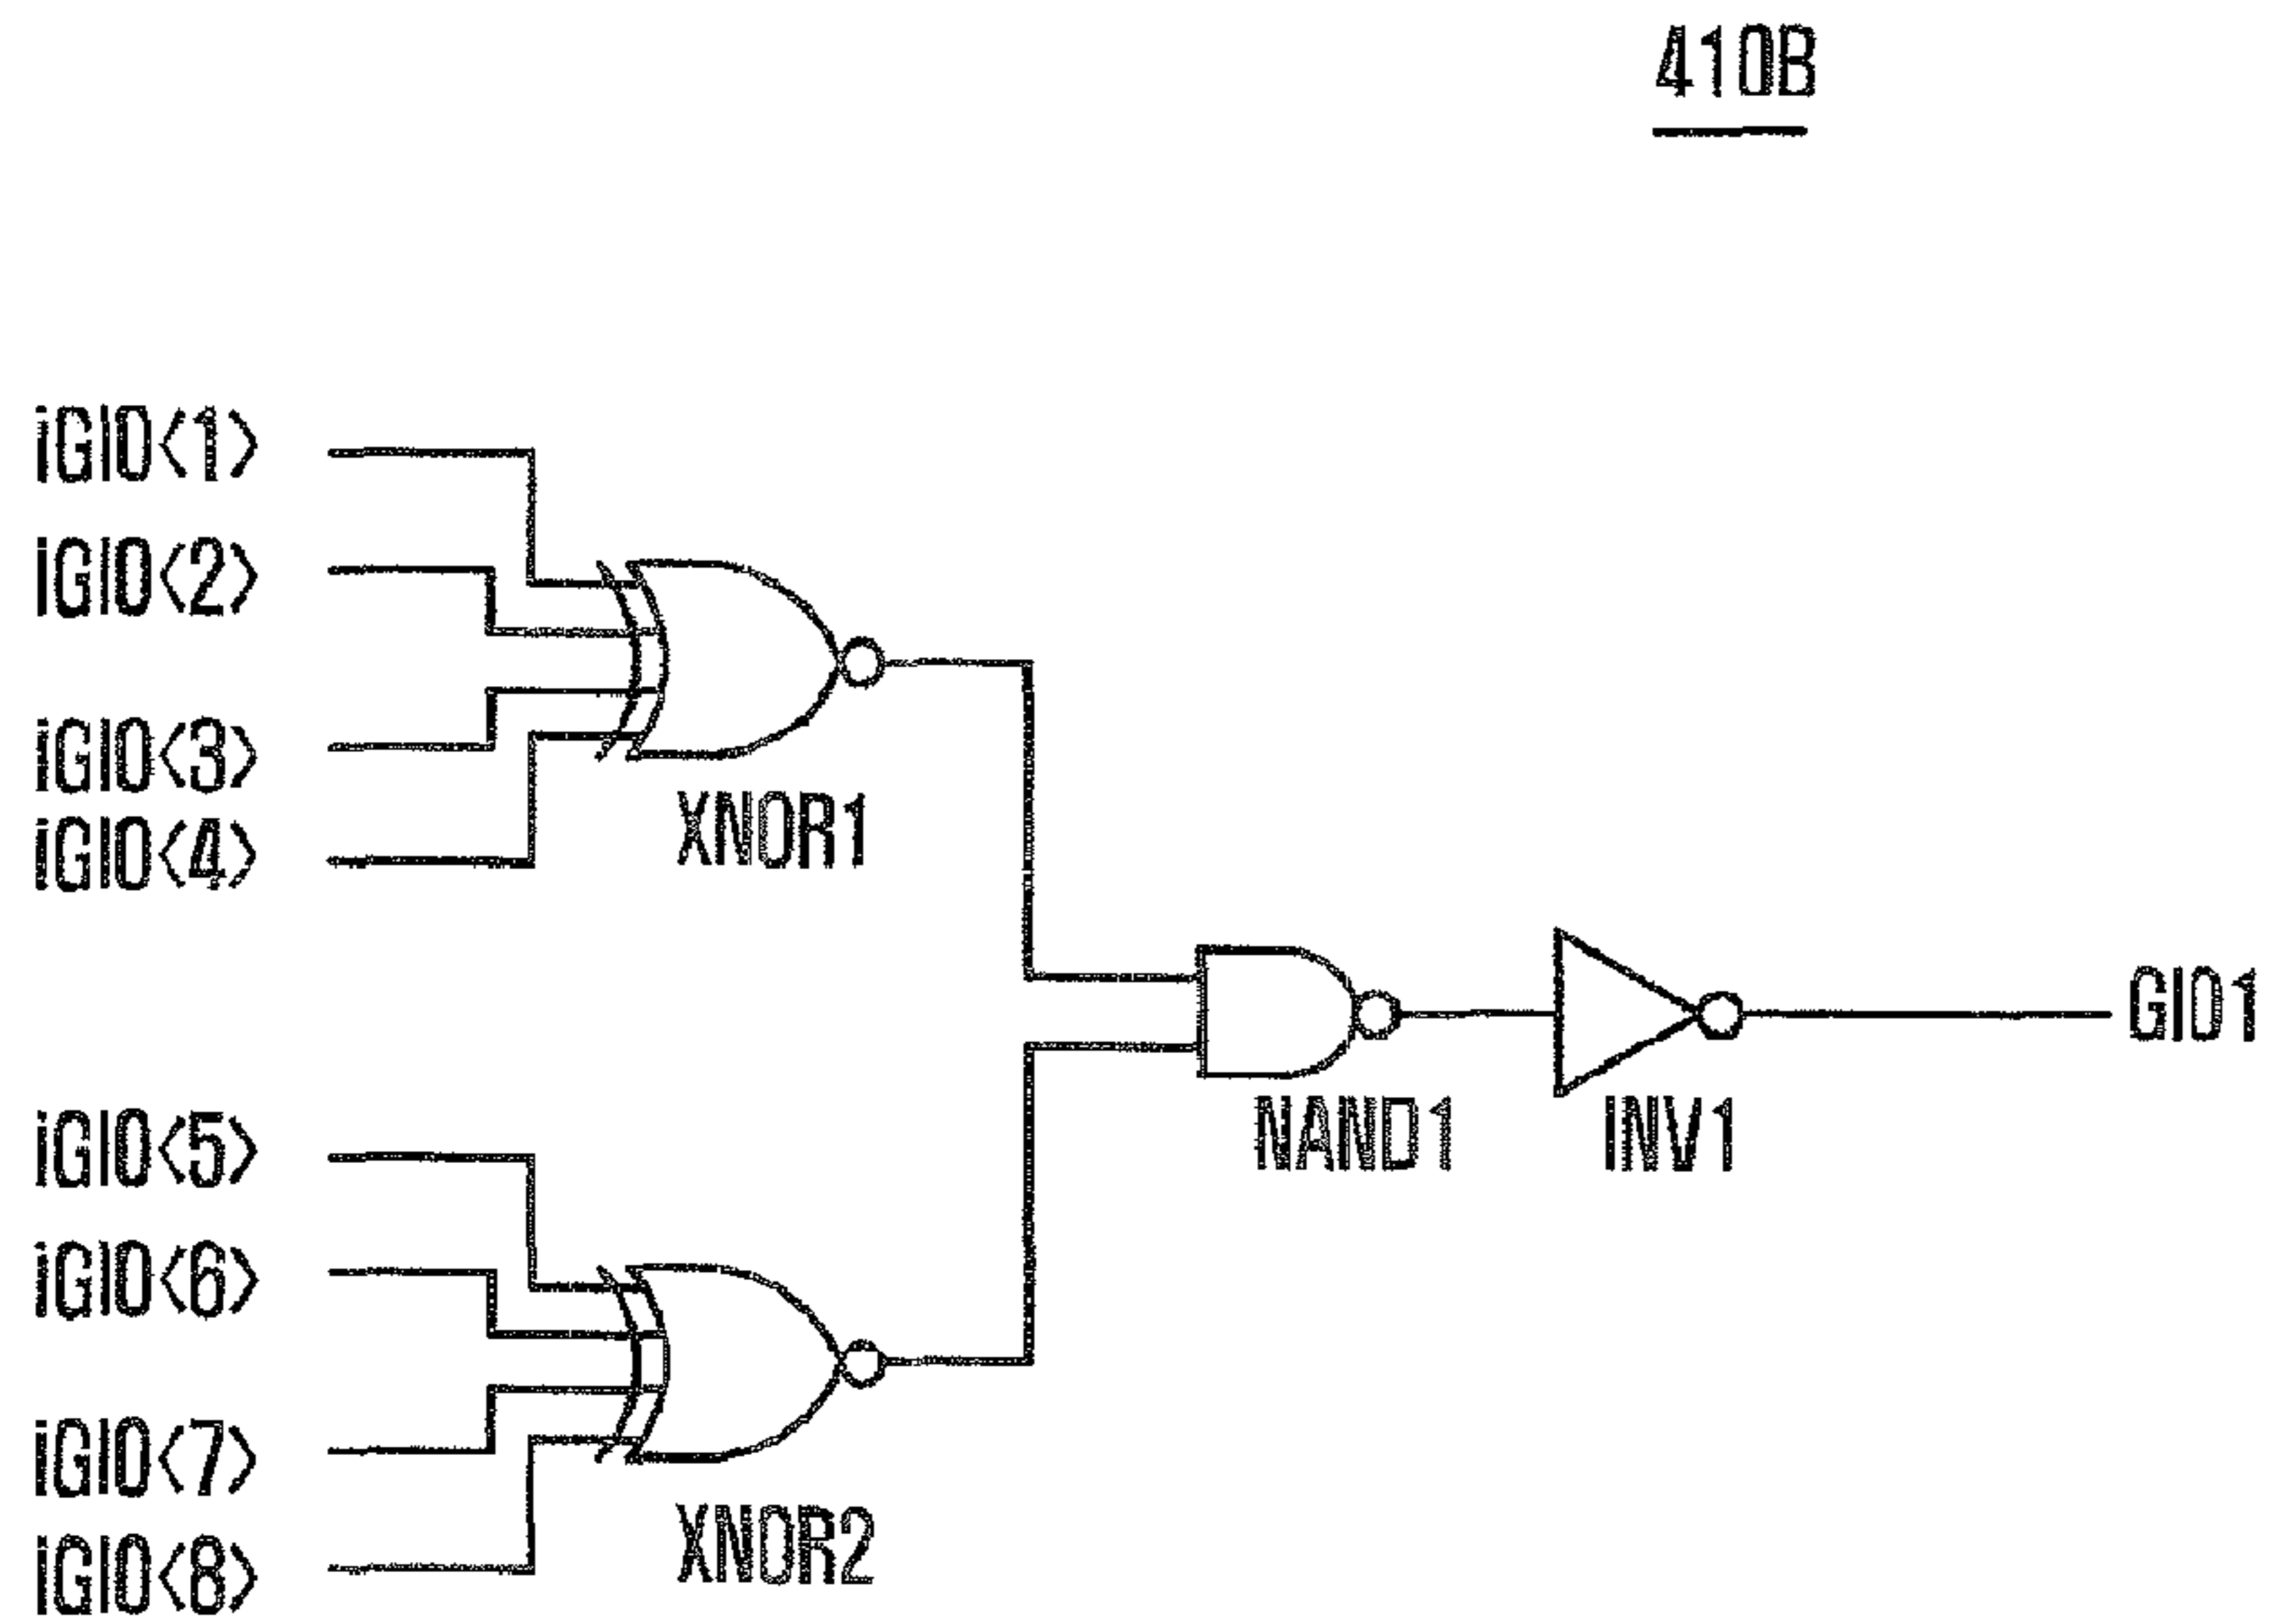 410B
iGIO<1>
iGIO<2>
iGIO<3>
iGIO<4>
XNOR1
GIO1
NAND1
INV1
iGIO<5>
iGIO<6>
iGIO<7>
iGIO<8>
XNOR2